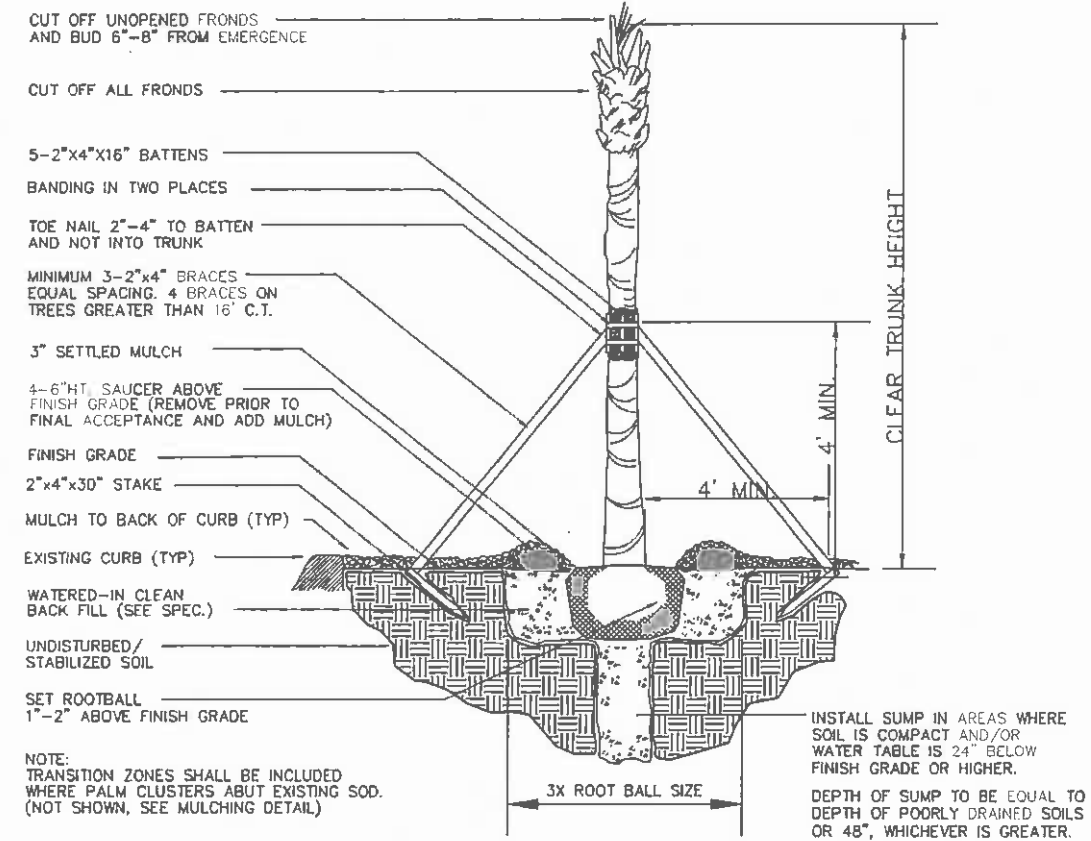 CUT OFF UNOPENED FRONDS
AND BUD 6"-8" FROM EMERGENCE
CUT OFF ALL FRONDS
5-2"X4"X16" BATTENS
BANDING IN TWO PLACES
TOE NAIL 2"-4" TO BATTEN
AND NOT INTO TRUNK
MINIMUM 3-2"x4" BRACES
EQUAL SPACING. 4 BRACES ON
TREES GREATER THAN 16' C.T.
3" SETTLED MULCH
4-6"HT. SAUCER ABOVE
FINISH GRADE (REMOVE PRIOR TO
FINAL ACCEPTANCE AND ADD MULCH)
FINISH GRADE
2"x4"x30" STAKE
MULCH TO BACK OF CURB (TYP)
EXISTING CURB (TYP)
WATERED-IN CLEAN
BACK FILL (SEE SPEC.)
UNDISTURBED/
STABILIZED SOIL
SET ROOTBALL
1"-2" ABOVE FINISH GRADE
NOTE:
TRANSITION ZONES SHALL BE INCLUDED
WHERE PALM CLUSTERS ABUT EXISTING SOD.
(NOT SHOWN, SEE MULCHING DETAIL)
CLEAR TRUNK HEIGHT
4' MIN.
4' MIN.
3X ROOT BALL SIZE
INSTALL SUMP IN AREAS WHERE
SOIL IS COMPACT AND/OR
WATER TABLE IS 24" BELOW
FINISH GRADE OR HIGHER.
DEPTH OF SUMP TO BE EQUAL TO
DEPTH OF POORLY DRAINED SOILS
OR 48", WHICHEVER IS GREATER.